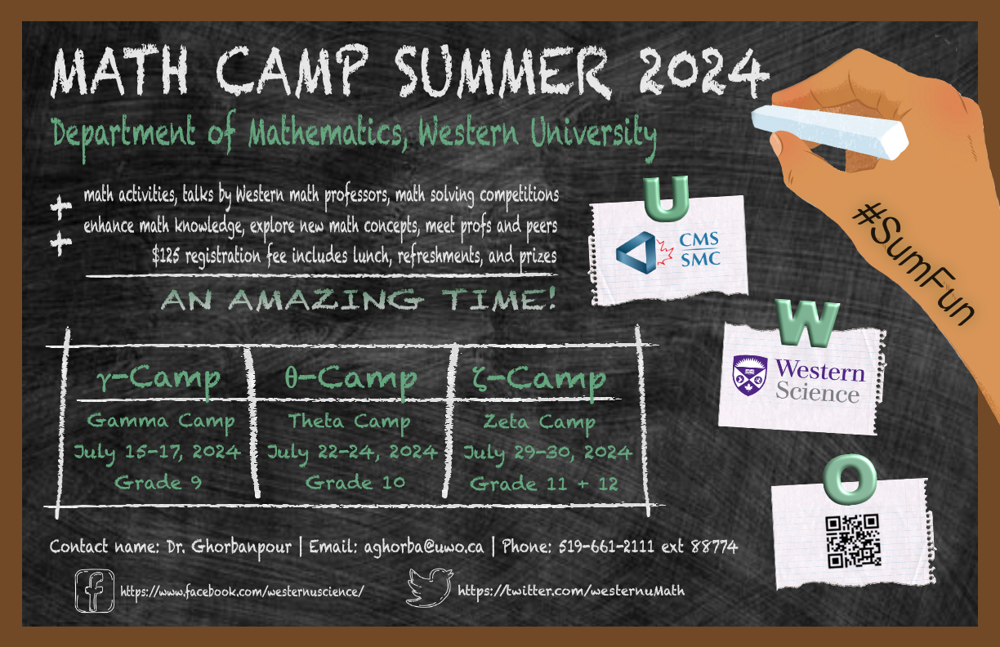 MATH CAMP SUMMER 2024
Department of Mathematics, Western University
+ math activities, talks by Western math professors, math solving competitions
enhance math knowledge, explore new math concepts, meet profs and peers
+ $125 registration fee includes lunch, refreshments, and prizes
AN AMAZING TIME!
U
CMS
SMC
#SumFun
W
Western
Science
O
γ-Camp θ-Camp ζ-Camp
Gamma Camp Theta Camp Zeta Camp
July 15-17, 2024 July 22-24, 2024 July 29-30, 2024
Grade 9 Grade 10 Grade 11 + 12
Contact name: Dr. Ghorbanpour | Email: aghorba@uwo.ca | Phone: 519-661-2111 ext 88774
https://www.facebook.com/westernuscience/ https://twitter.com/westernuMath